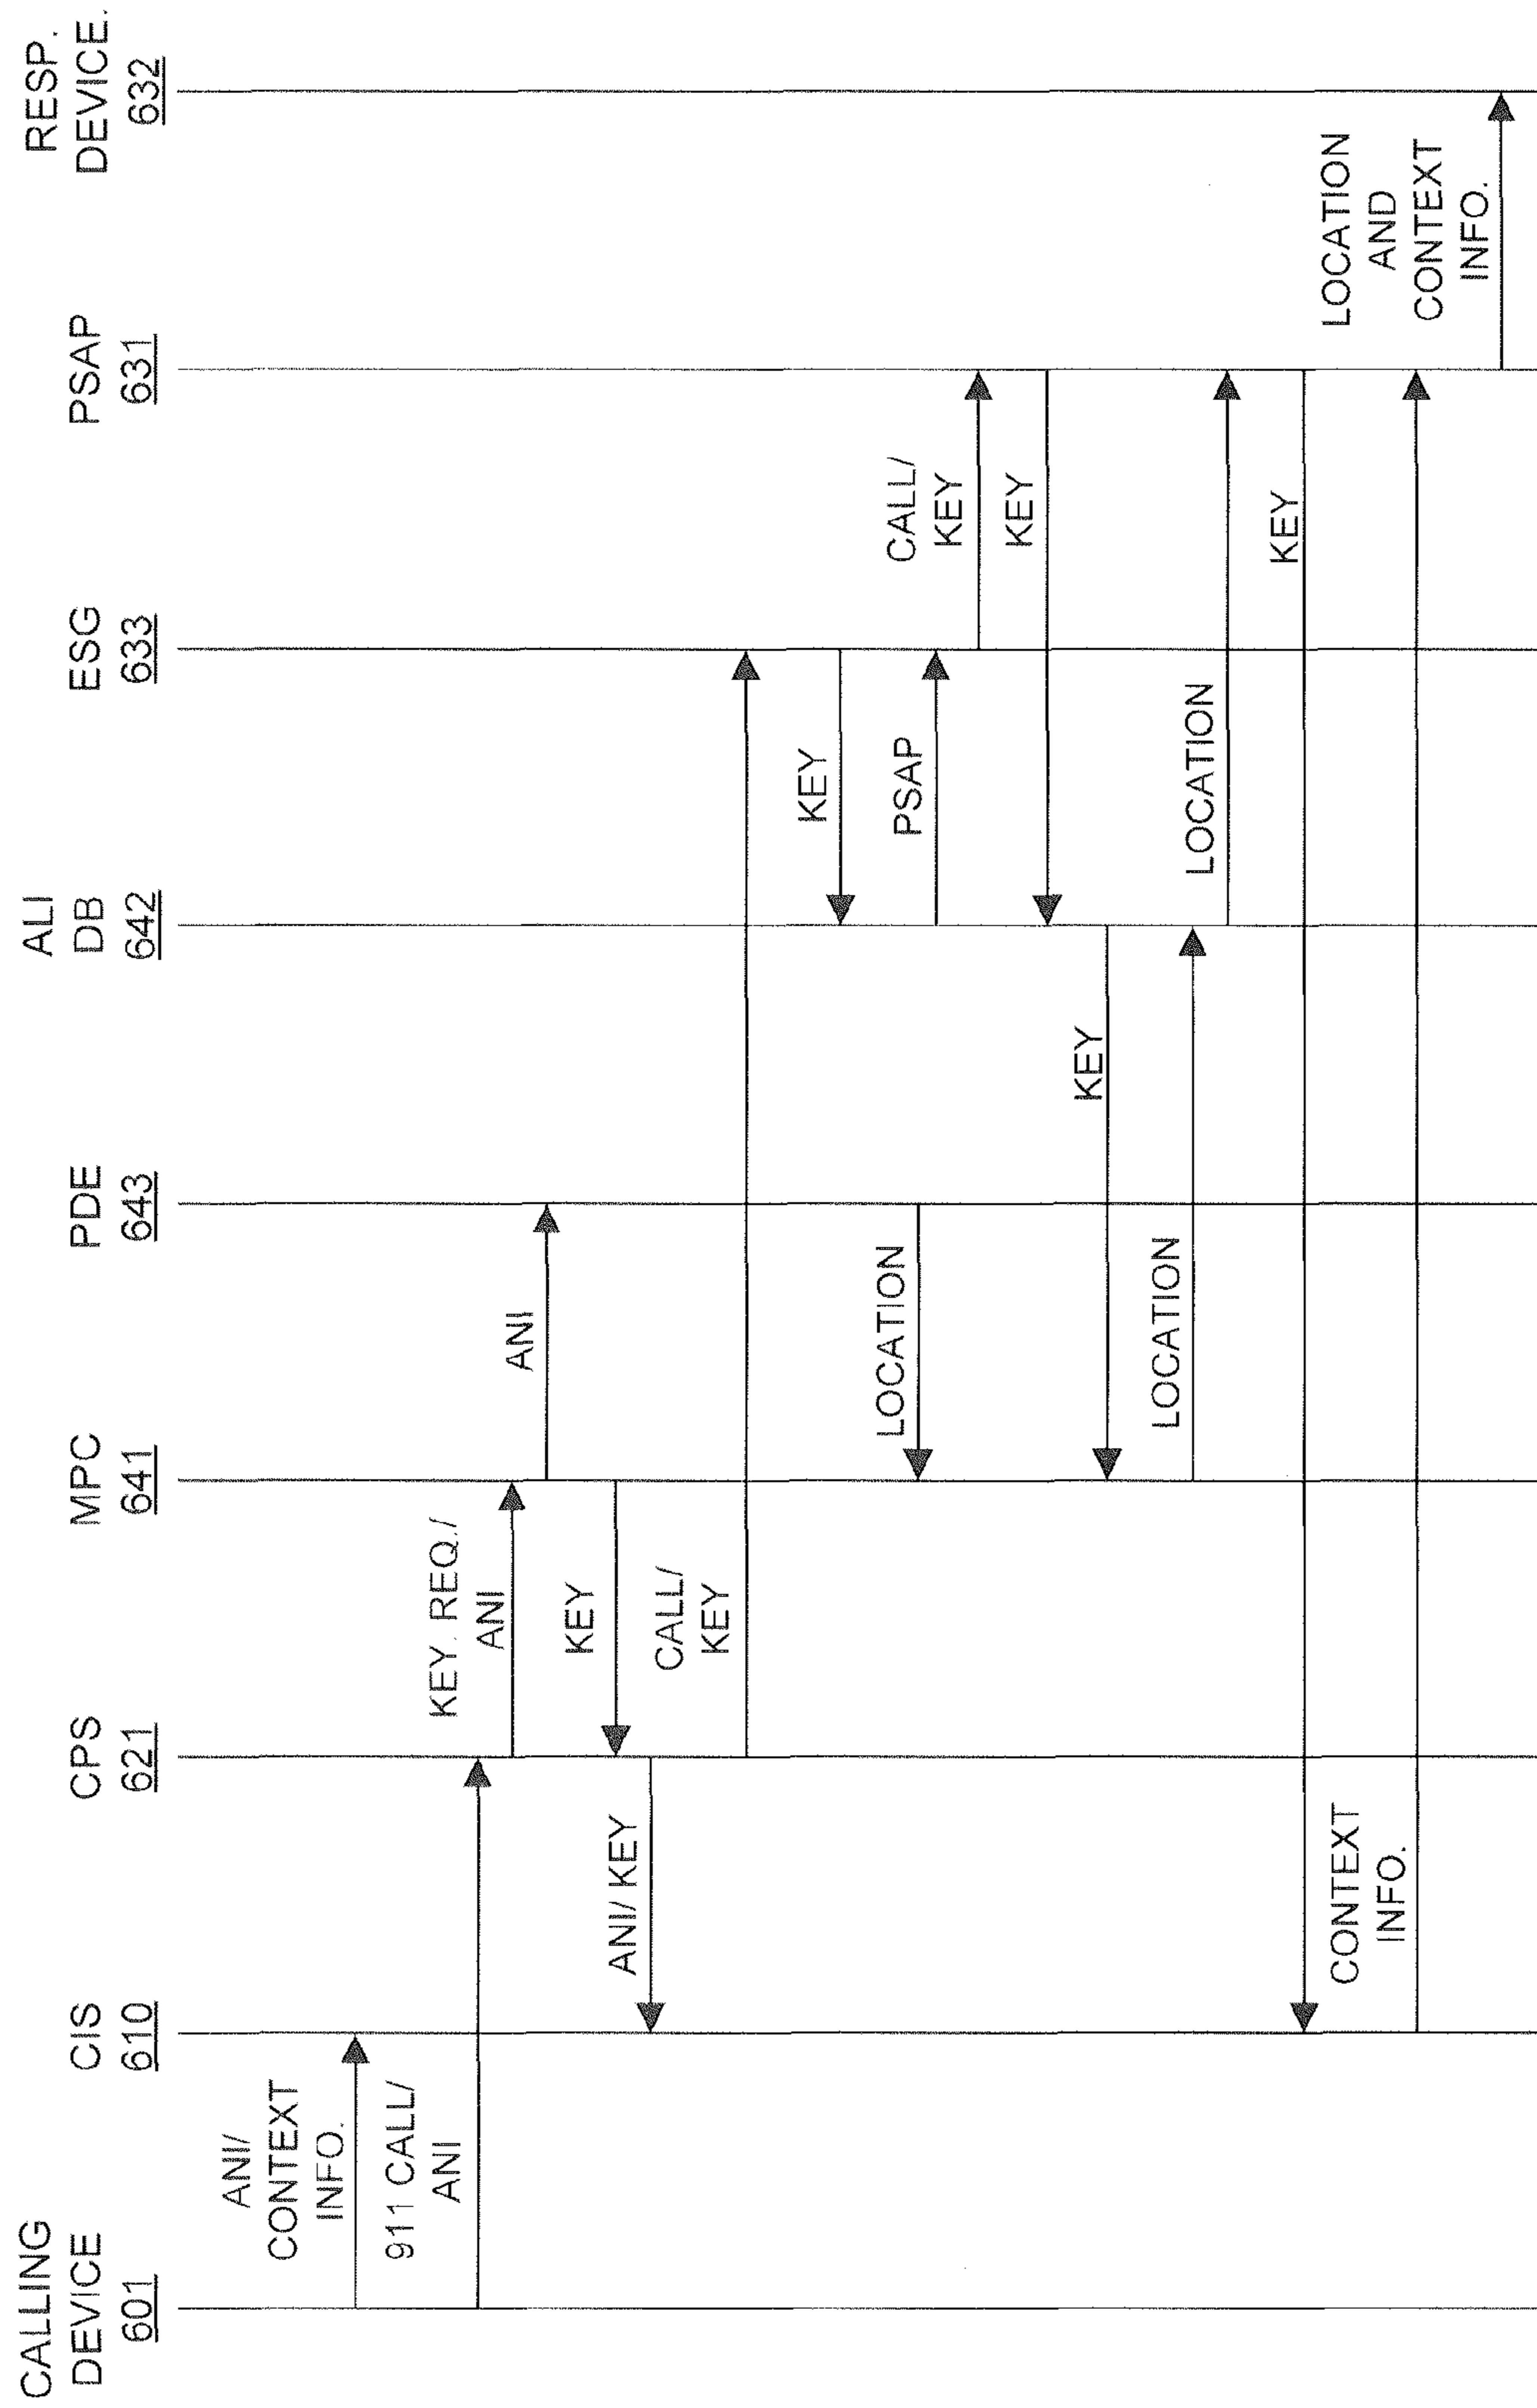 CALLING
DEVICE
601
CIS
610
CPS
621
MPC
641
PDE
643
ALI
DB
642
ESG
633
PSAP
631
RESP.
DEVICE.
632
ANI/
CONTEXT
INFO.
911 CALL/
ANI
KEY. REQ./
ANI
ANI
KEY
ANI/ KEY
CALL/
KEY
KEY
LOCATION
PSAP
CALL/
KEY
KEY
KEY
LOCATION
LOCATION
KEY
CONTEXT
INFO.
LOCATION
AND
CONTEXT
INFO.